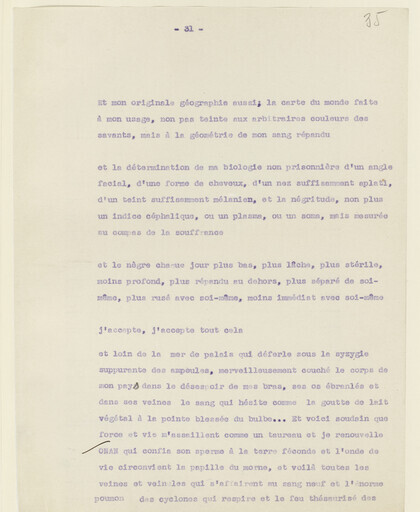 - 31 -
35
Et mon originale géographie aussi; la carte du monde faite
à mon usage, non pas teinte aux arbitraires couleurs des
savants, mais à la géométrie de mon sang répandu
et la détermination de ma biologie non prisonnière d'un angle
facial, d'une forme de cheveux, d'un nez suffisamment aplati,
d'un teint suffisamment mélanien, et la négritude, non plus
un indice céphalique, ou un plasma, ou un soma, mais mesurée
au compas de la souffrance
et le nègre chaque jour plus bas, plus lâche, plus stérile,
moins profond, plus répandu au dehors, plus séparé de soi-
même, plus rusé avec soi-même, moins immédiat avec soi-même
j'accepte, j'accepte tout cela
et loin de la mer de palais qui déferle sous la syzygie
suppurante des ampoules, merveilleusement couché le corps de
mon pays dans le désespoir de mes bras, ses os ébranlés et
dans ses veines le sang qui hésite comme la goutte de lait
végétal à la pointe blessée du bulbe... Et voici soudain que
force et vie m'assaillent comme un taureau et je renouvelle
ONAN qui confia son sperme à la terre féconde et l'onde de
vie circonvient la papille du morne, et voilà toutes les
veines et veinules qui s'affairent au sang neuf et l'énorme
poumon des cyclones qui respire et le feu thésaurisé des